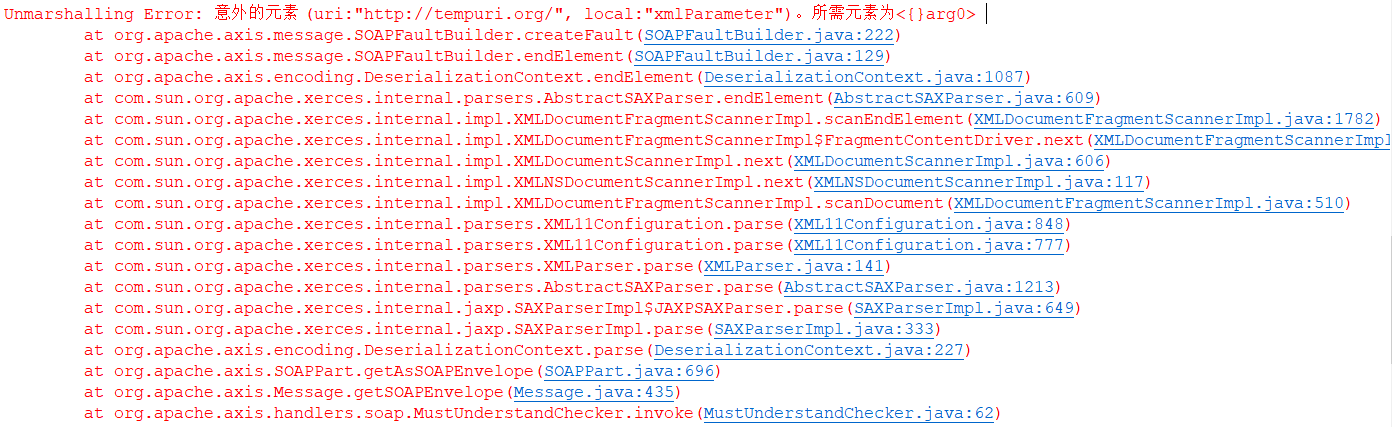 Unmarshalling Error: 意外的元素 (uri:"http://tempuri.org/", local:"xmlParameter")。所需元素为<{}arg0>
at org.apache.axis.message.SOAPFaultBuilder.createFault(SOAPFaultBuilder.java:222)
at org.apache.axis.message.SOAPFaultBuilder.endElement(SOAPFaultBuilder.java:129)
at org.apache.axis.encoding.DeserializationContext.endElement(DeserializationContext.java:1087)
at com.sun.org.apache.xerces.internal.parsers.AbstractSAXParser.endElement(AbstractSAXParser.java:609)
at com.sun.org.apache.xerces.internal.impl.XMLDocumentFragmentScannerImpl.scanEndElement(XMLDocumentFragmentScannerImpl.java:1782)
at com.sun.org.apache.xerces.internal.impl.XMLDocumentFragmentScannerImpl$FragmentContentDriver.next(XMLDocumentFragmentScannerImpl
at com.sun.org.apache.xerces.internal.impl.XMLDocumentScannerImpl.next(XMLDocumentScannerImpl.java:606)
at com.sun.org.apache.xerces.internal.impl.XMLNSDocumentScannerImpl.next(XMLNSDocumentScannerImpl.java:117)
at com.sun.org.apache.xerces.internal.impl.XMLDocumentFragmentScannerImpl.scanDocument(XMLDocumentFragmentScannerImpl.java:510)
at com.sun.org.apache.xerces.internal.parsers.XML11Configuration.parse(XML11Configuration.java:848)
at com.sun.org.apache.xerces.internal.parsers.XML11Configuration.parse(XML11Configuration.java:777)
at com.sun.org.apache.xerces.internal.parsers.XMLParser.parse(XMLParser.java:141)
at com.sun.org.apache.xerces.internal.parsers.AbstractSAXParser.parse(AbstractSAXParser.java:1213)
at com.sun.org.apache.xerces.internal.jaxp.SAXParserImpl$JAXPSAXParser.parse(SAXParserImpl.java:649)
at com.sun.org.apache.xerces.internal.jaxp.SAXParserImpl.parse(SAXParserImpl.java:333)
at org.apache.axis.encoding.DeserializationContext.parse(DeserializationContext.java:227)
at org.apache.axis.SOAPPart.getAsSOAPEnvelope(SOAPPart.java:696)
at org.apache.axis.Message.getSOAPEnvelope(Message.java:435)
at org.apache.axis.handlers.soap.MustUnderstandChecker.invoke(MustUnderstandChecker.java:62)